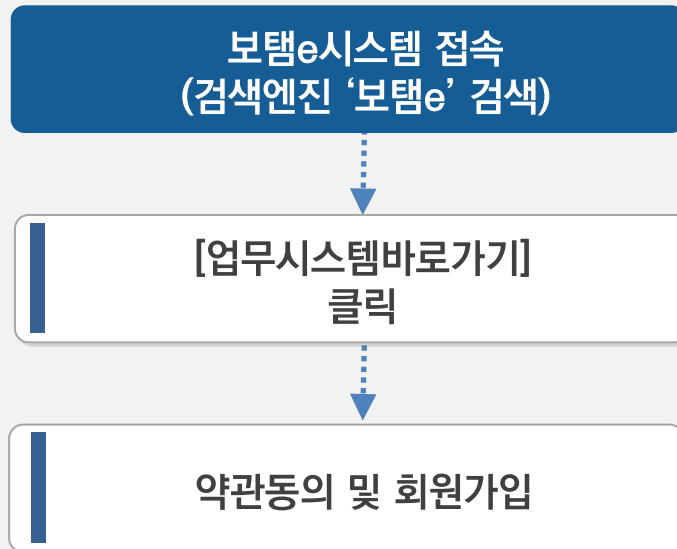 보탬e시스템 접속
(검색엔진 ‘보탬e’ 검색)
[업무시스템바로가기]
클릭
약관동의 및 회원가입